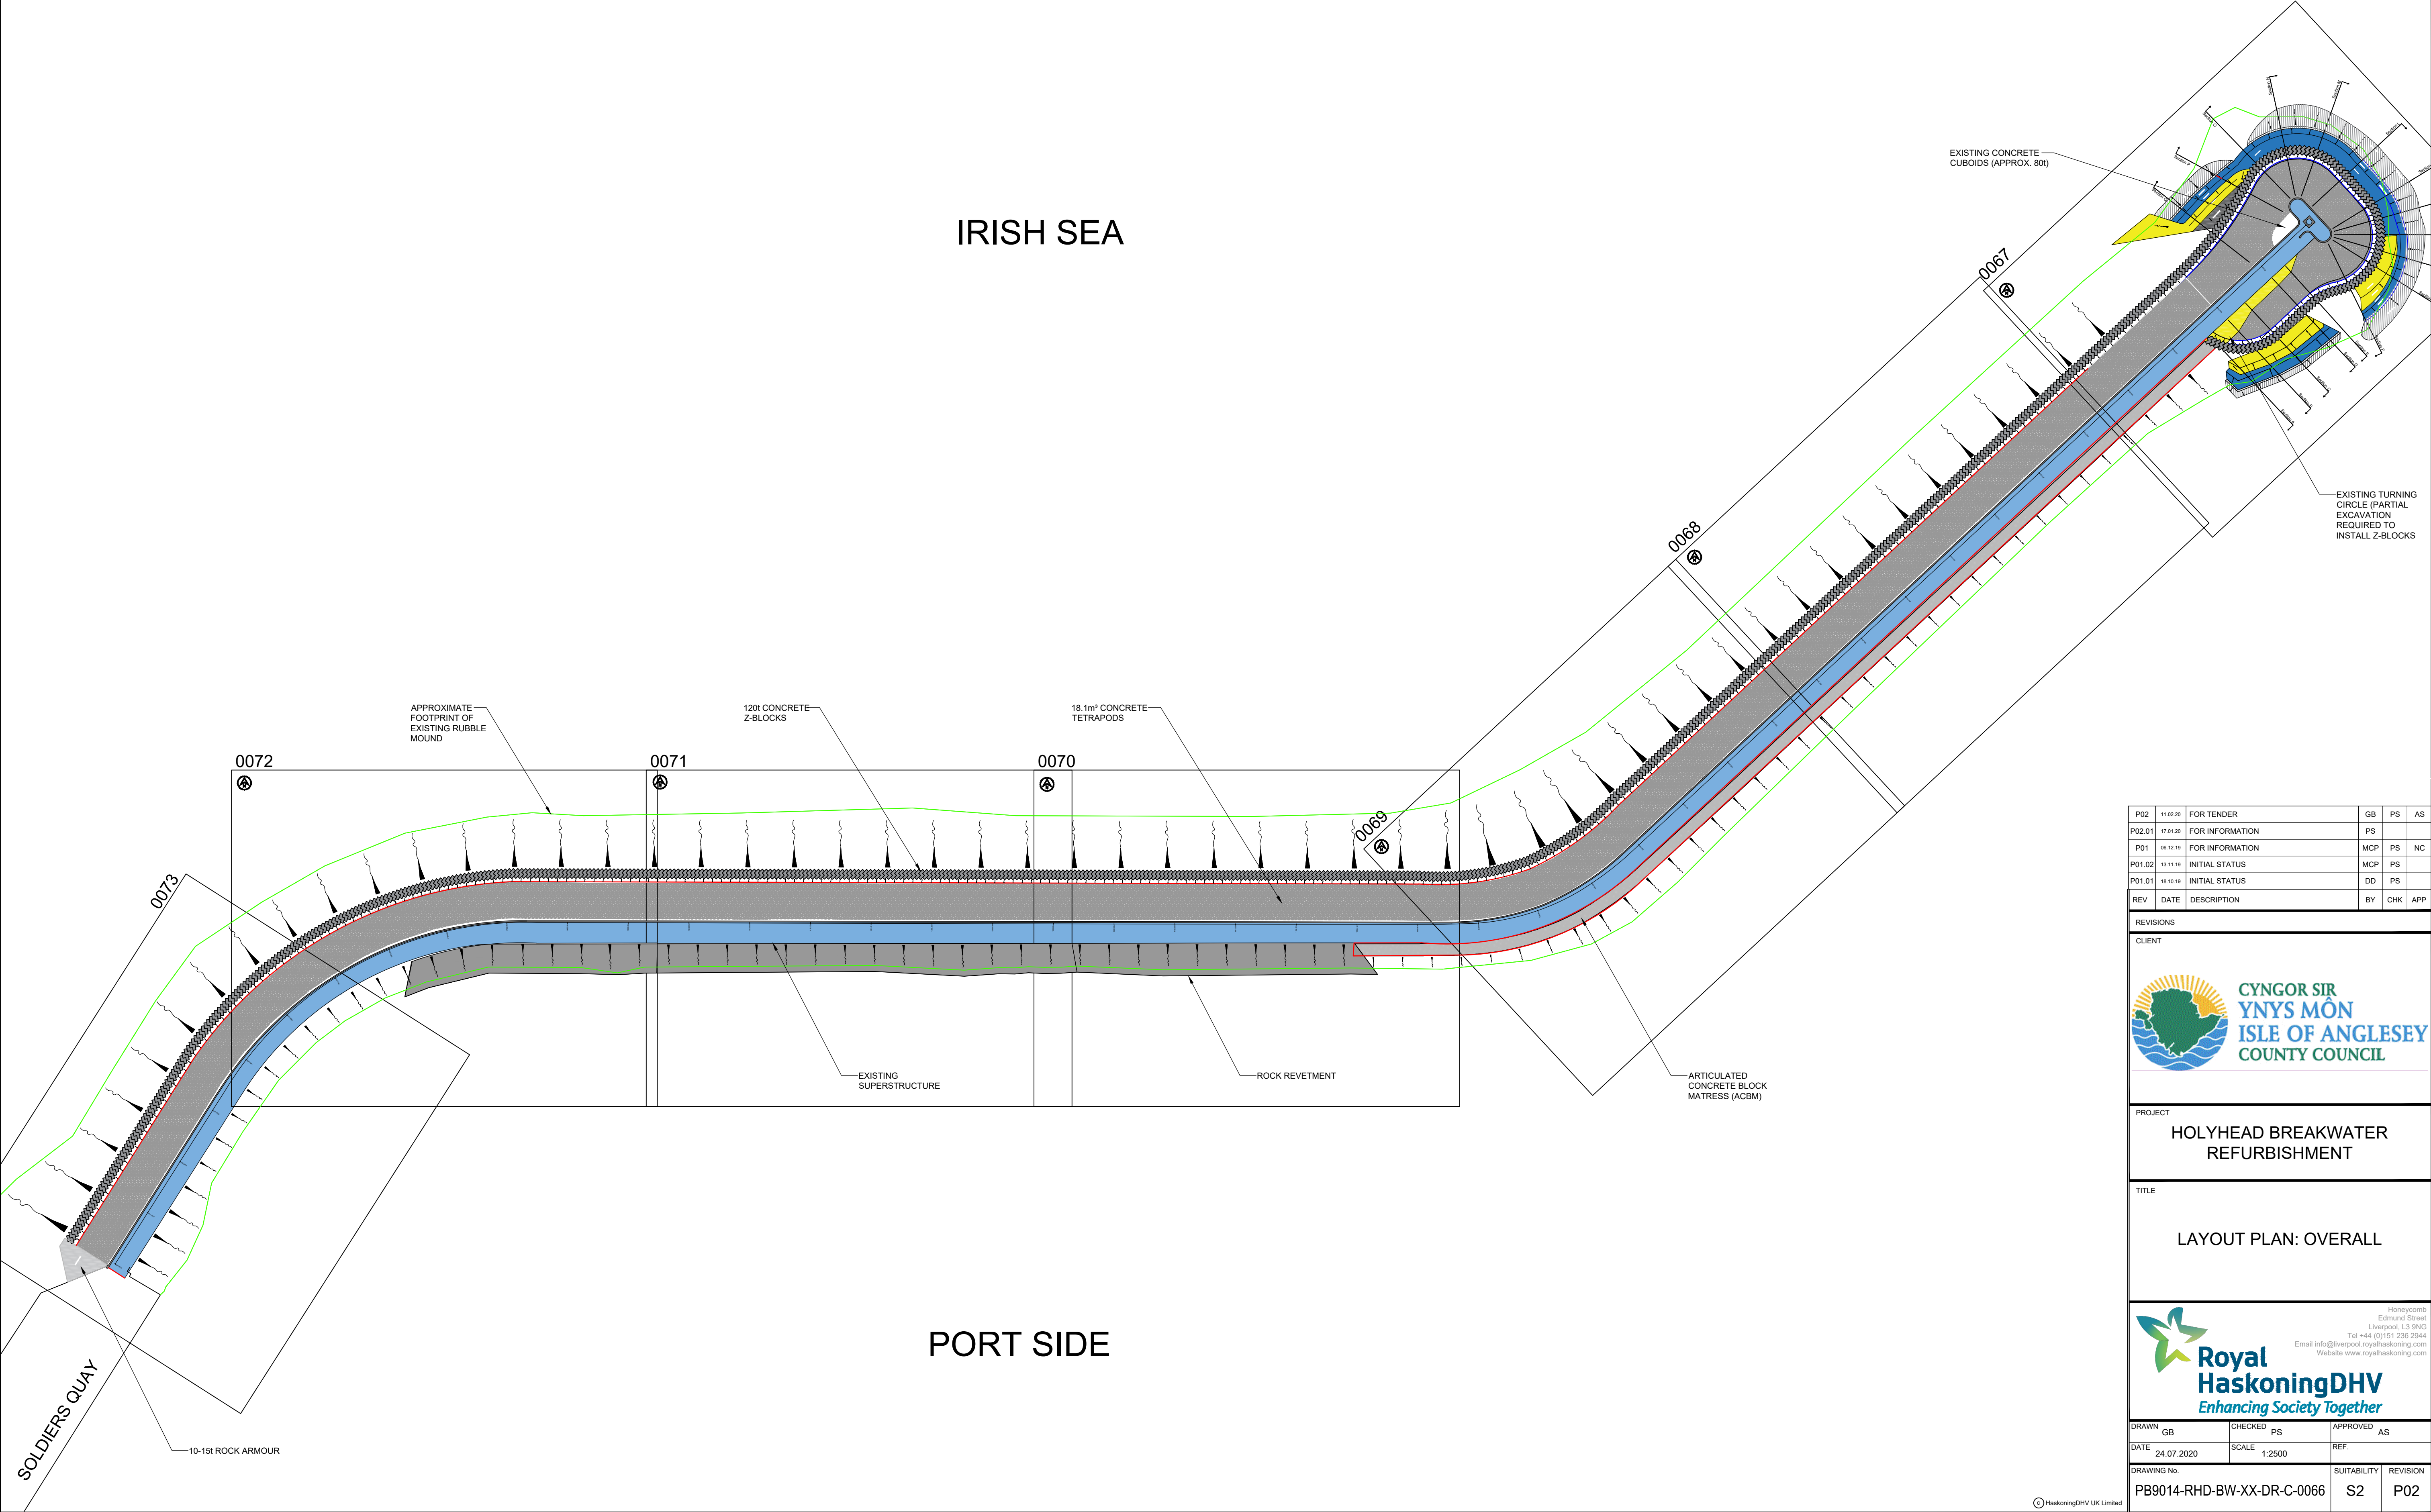 IRISH SEA
EXISTING CONCRETE
CUBOIDS (APPROX. 80t)
0067
0068
EXISTING TURNING
CIRCLE (PARTIAL
EXCAVATION
REQUIRED TO
INSTALL Z-BLOCKS
APPROXIMATE
FOOTPRINT OF
EXISTING RUBBLE
MOUND
120t CONCRETE
Z-BLOCKS
18.1m³ CONCRETE
TETRAPODS
0072
0071
0070
0069
0073
EXISTING
SUPERSTRUCTURE
ROCK REVETMENT
ARTICULATED
CONCRETE BLOCK
MATRESS (ACBM)
PORT SIDE
SOLDIERS QUAY
10-15t ROCK ARMOUR
P02 11.02.20 FOR TENDER GB PS AS
P02.01 17.01.20 FOR INFORMATION PS
P01 06.12.19 FOR INFORMATION MCP PS NC
P01.02 13.11.19 INITIAL STATUS MCP PS
P01.01 18.10.19 INITIAL STATUS DD PS
REV DATE DESCRIPTION BY CHK APP
REVISIONS
CLIENT
CYNGOR SIR
YNYS MÔN
ISLE OF ANGLESEY
COUNTY COUNCIL
PROJECT
HOLYHEAD BREAKWATER
REFURBISHMENT
TITLE
LAYOUT PLAN: OVERALL
Honeycomb
Edmund Street
Liverpool, L3 9NG
Tel +44 (0)151 236 2944
Email info@liverpool.royalhaskoning.com
Website www.royalhaskoning.com
Royal
HaskoningDHV
Enhancing Society Together
DRAWN GB CHECKED PS APPROVED AS
DATE 24.07.2020 SCALE 1:2500 REF.
DRAWING No. SUITABILITY REVISION
PB9014-RHD-BW-XX-DR-C-0066 S2 P02
c HaskoningDHV UK Limited